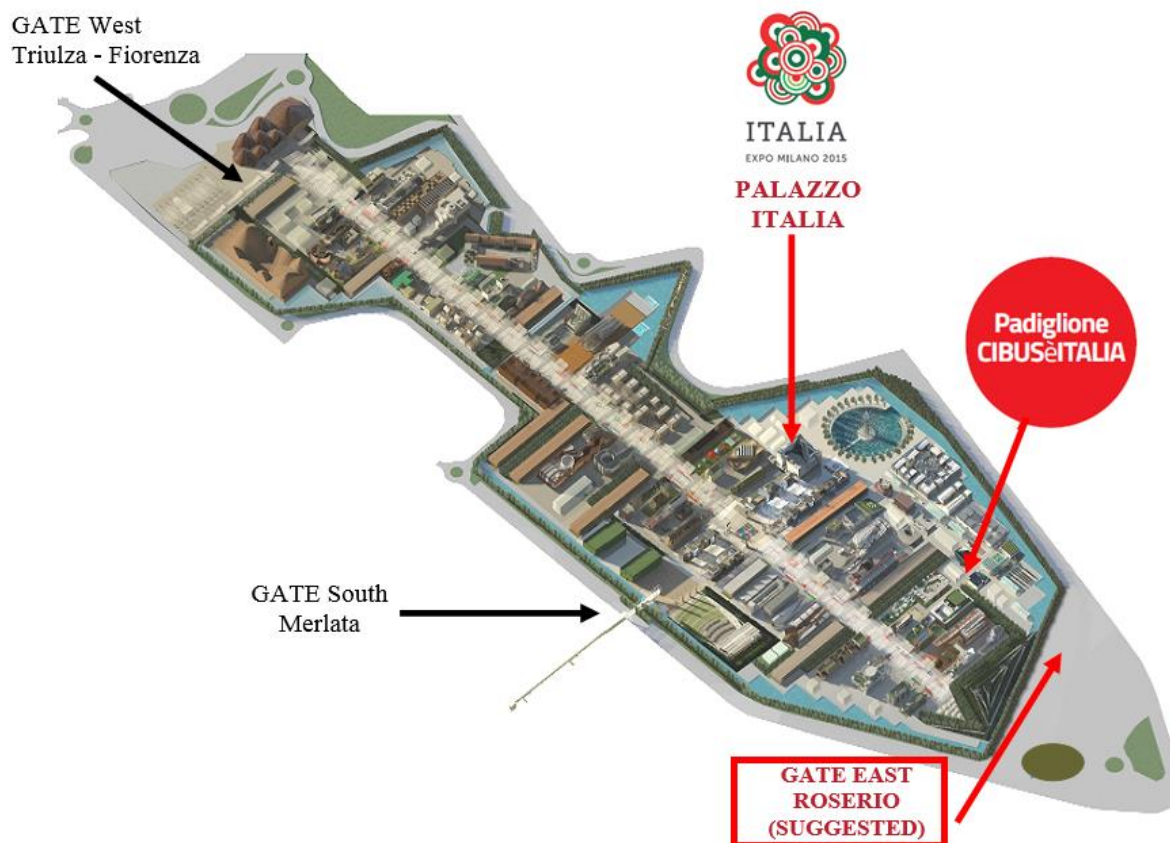 GATE West
Triulza - Fiorenza
ITALIA
EXPO MILANO 2015
PALAZZO
ITALIA
Padiglione
CIBUSèITALIA
GATE South
Merlata
GATE EAST
ROSERIO
(SUGGESTED)